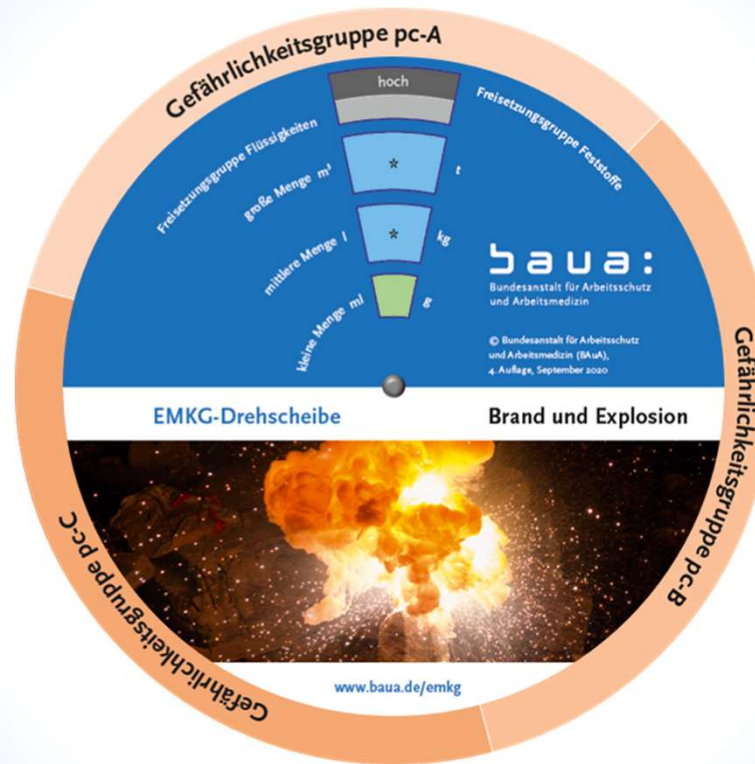 Gefährlichkeitsgruppe pc-A
hoch
Freisetzungsgruppe Flüssigkeiten
Freisetzungsgruppe Feststoffe
große Menge m³
*
t
mittlere Menge l
*
kg
kleine Menge ml
g
baua:
Bundesanstalt für Arbeitsschutz
und Arbeitsmedizin
© Bundesanstalt für Arbeitsschutz
und Arbeitsmedizin (BAuA),
4. Auflage, September 2020
EMKG-Drehscheibe
Brand und Explosion
Gefährlichkeitsgruppe pc-B
Gefährlichkeitsgruppe pc-C
www.baua.de/emkg